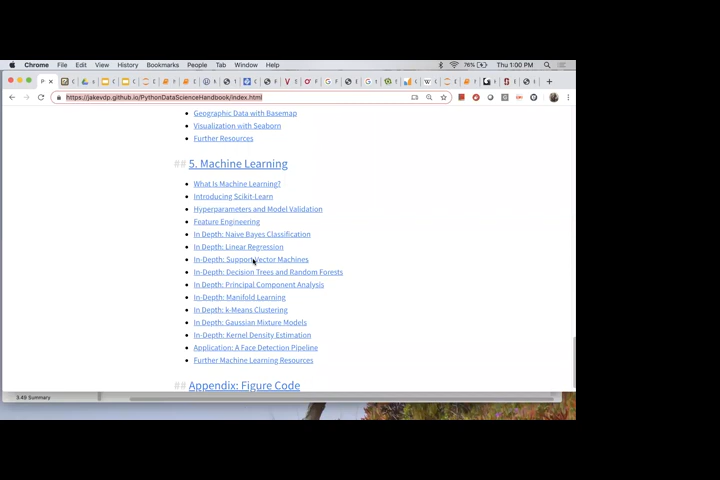 Chrome File Edit View History Bookmarks People Tab Window Help 76% Thu 1:00 PM
https://jakevdp.github.io/PythonDataScienceHandbook/index.html
Geographic Data with Basemap
Visualization with Seaborn
Further Resources
## 5. Machine Learning
What Is Machine Learning?
Introducing Scikit-Learn
Hyperparameters and Model Validation
Feature Engineering
In Depth: Naive Bayes Classification
In Depth: Linear Regression
In-Depth: Support Vector Machines
In-Depth: Decision Trees and Random Forests
In Depth: Principal Component Analysis
In-Depth: Manifold Learning
In Depth: k-Means Clustering
In Depth: Gaussian Mixture Models
In-Depth: Kernel Density Estimation
Application: A Face Detection Pipeline
Further Machine Learning Resources
## Appendix: Figure Code
3.49 Summary